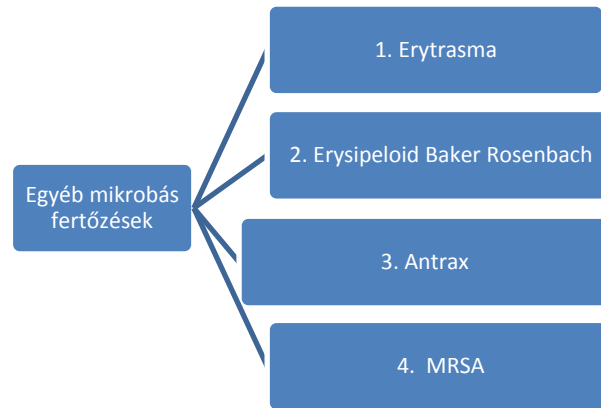 Egyéb mikrobás
fertőzések
1. Erytrasma
2. Erysipeloid Baker Rosenbach
3. Antrax
4. MRSA